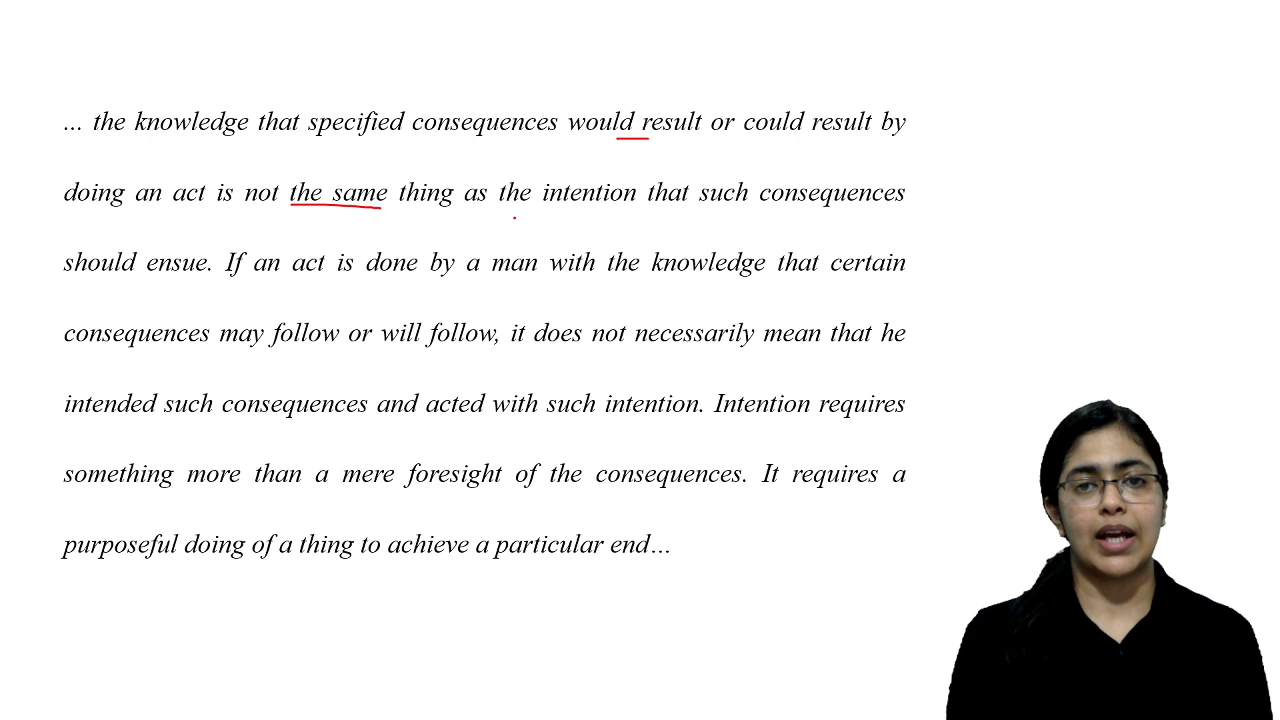 ... the knowledge that specified consequences would result or could result by
doing an act is not the same thing as the intention that such consequences
should ensue. If an act is done by a man with the knowledge that certain
consequences may follow or will follow, it does not necessarily mean that he
intended such consequences and acted with such intention. Intention requires
something more than a mere foresight of the consequences. It requires a
purposeful doing of a thing to achieve a particular end...